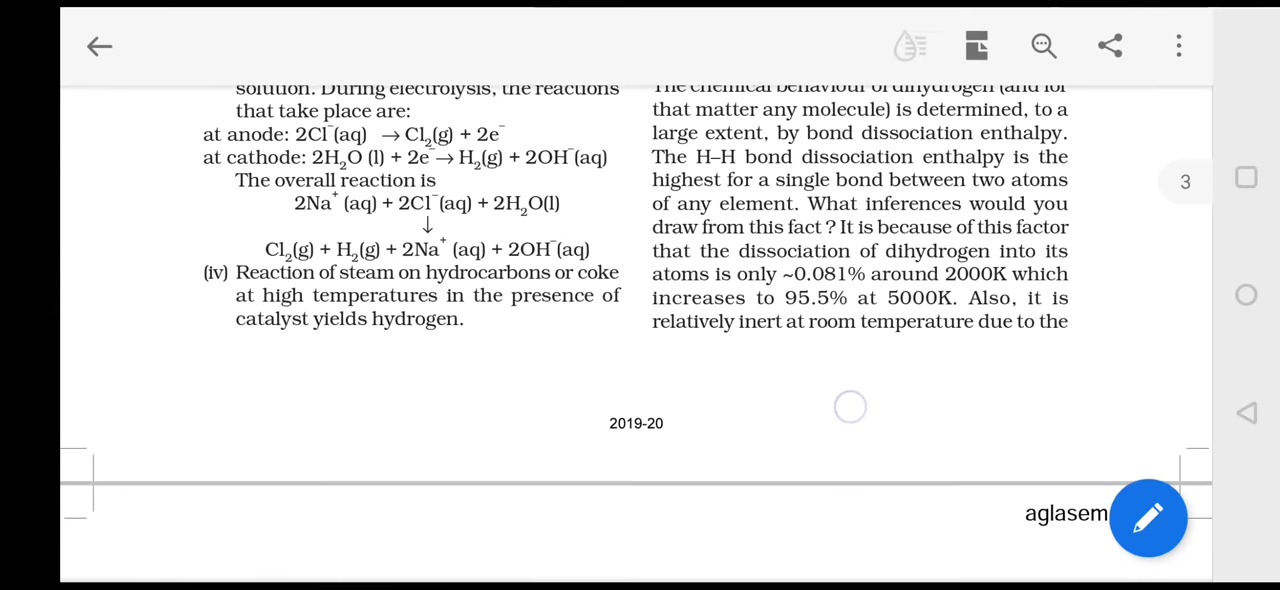 solution. During electrolysis, the reactions
that take place are:
at anode: 2Cl⁻(aq) → Cl₂(g) + 2e⁻
at cathode: 2H₂O (l) + 2e⁻→ H₂(g) + 2OH⁻(aq)
The overall reaction is
2Na⁺ (aq) + 2Cl⁻(aq) + 2H₂O(l)
↓
Cl₂(g) + H₂(g) + 2Na⁺ (aq) + 2OH⁻(aq)
(iv) Reaction of steam on hydrocarbons or coke
at high temperatures in the presence of
catalyst yields hydrogen.
The chemical behaviour of dihydrogen (and for
that matter any molecule) is determined, to a
large extent, by bond dissociation enthalpy.
The H–H bond dissociation enthalpy is the
highest for a single bond between two atoms
of any element. What inferences would you
draw from this fact ? It is because of this factor
that the dissociation of dihydrogen into its
atoms is only ~0.081% around 2000K which
increases to 95.5% at 5000K. Also, it is
relatively inert at room temperature due to the
3
2019-20
aglasem